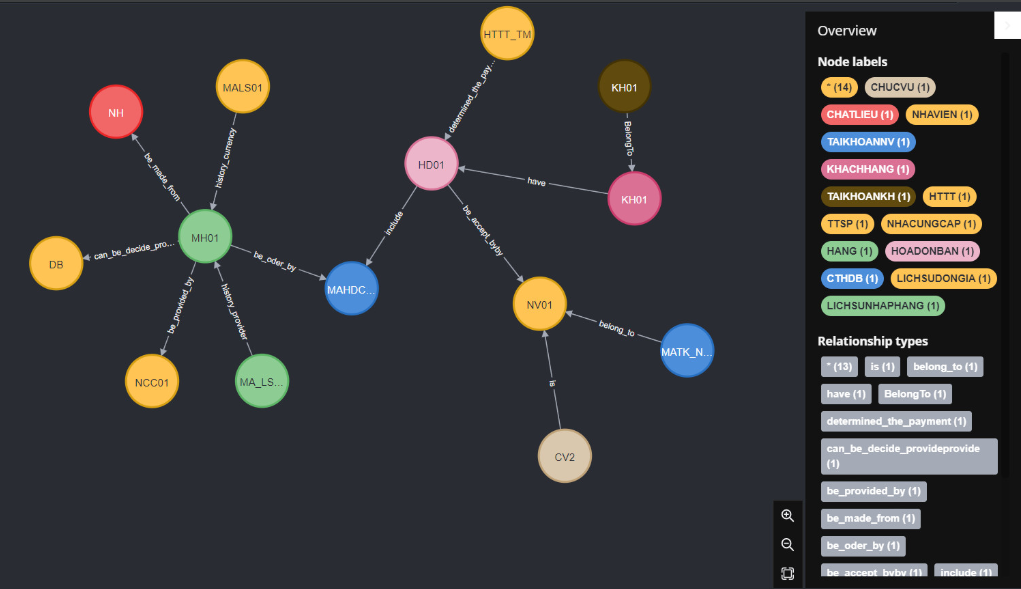 HTTT_TM
NH
MALS01
KH01
determined_the_pay...
be_made_from
history_currency
BelongTo
HD01
have
KH01
include
be_accept_byby
MH01
can_be_decide_pro...
be_oder_by
DB
MAHDC...
NV01
be_provided_by
history_provider
belong_to
MATK_N...
NCC01
MA_LS...
is
CV2
Overview
Node labels
* (14) CHUCVU (1)
CHATLIEU (1) NHAVIEN (1)
TAIKHOANNV (1)
KHACHHANG (1)
TAIKHOANKH (1) HTTT (1)
TTSP (1) NHACUNGCAP (1)
HANG (1) HOADONBAN (1)
CTHDB (1) LICHSUDONGIA (1)
LICHSUNHAPHANG (1)
Relationship types
* (13) is (1) belong_to (1)
have (1) BelongTo (1)
determined_the_payment (1)
can_be_decide_provideprovide
(1)
be_provided_by (1)
be_made_from (1)
be_oder_by (1)
be_accept_byby (1) include (1)